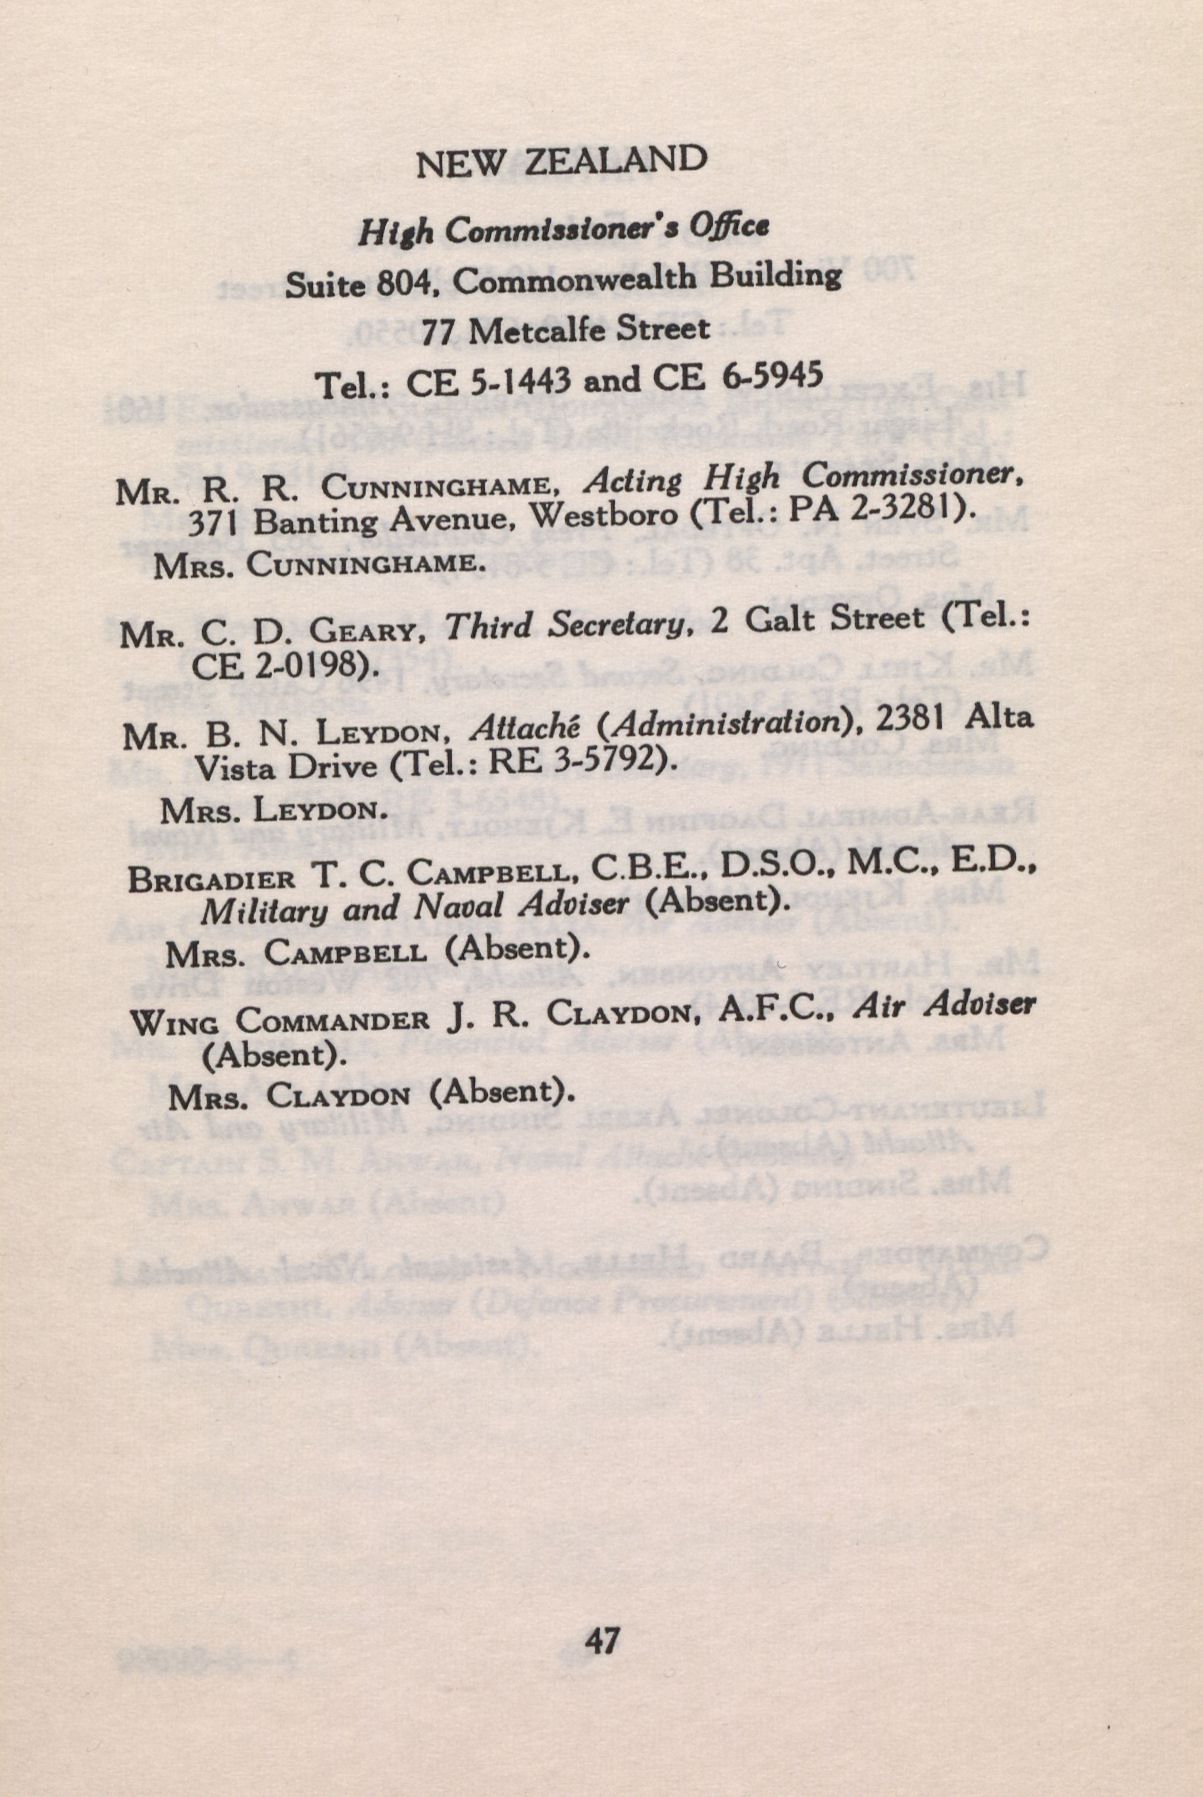 NEW ZEALAND
High Commissioner's Office
Suite 804, Commonwealth Building
77 Metcalfe Street
Tel.: CE 5-1443 and CE 6-5945
MR. R. R. CUNNINGHAME, Acting High Commissioner,
371 Banting Avenue, Westboro (Tel.: PA 2-3281).
MRS. CUNNINGHAME.
MR. C. D. GEARY, Third Secretary, 2 Galt Street (Tel.:
CE 2-0198).
MR. B. N. LEYDON, Attaché (Administration), 2381 Alta
Vista Drive (Tel.: RE 3-5792).
MRS. LEYDON.
BRIGADIER T. C. CAMPBELL, C.B.E., D.S.O., M.C., E.D.,
Military and Naval Adviser (Absent).
MRS. CAMPBELL (Absent).
WING COMMANDER J. R. CLAYDON, A.F.C., Air Adviser
(Absent).
MRS. CLAYDON (Absent).
47